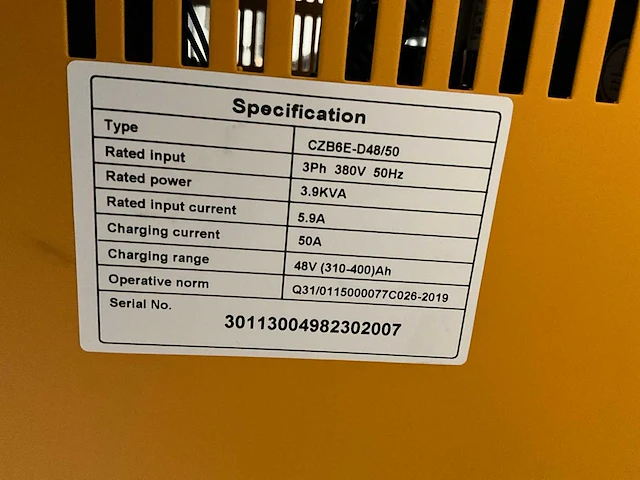 Specification
Type CZB6E-D48/50
Rated input 3Ph 380V 50Hz
Rated power 3.9KVA
Rated input current 5.9A
Charging current 50A
Charging range 48V (310-400)Ah
Operative norm Q31/0115000077C026-2019
Serial No. 30113004982302007